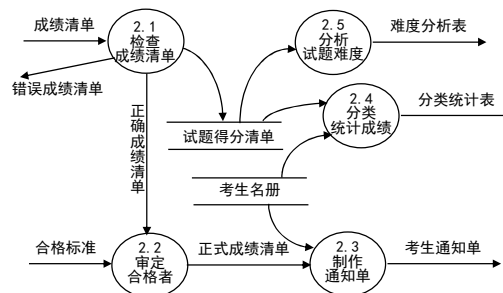 成绩清单
2.1
检查
成绩清单
2.5
分析
试题难度
难度分析表
错误成绩清单
正确成绩清单
试题得分清单
2.4
分类
统计成绩
分类统计表
考生名册
合格标准
2.2
审定
合格者
正式成绩清单
2.3
制作
通知单
考生通知单